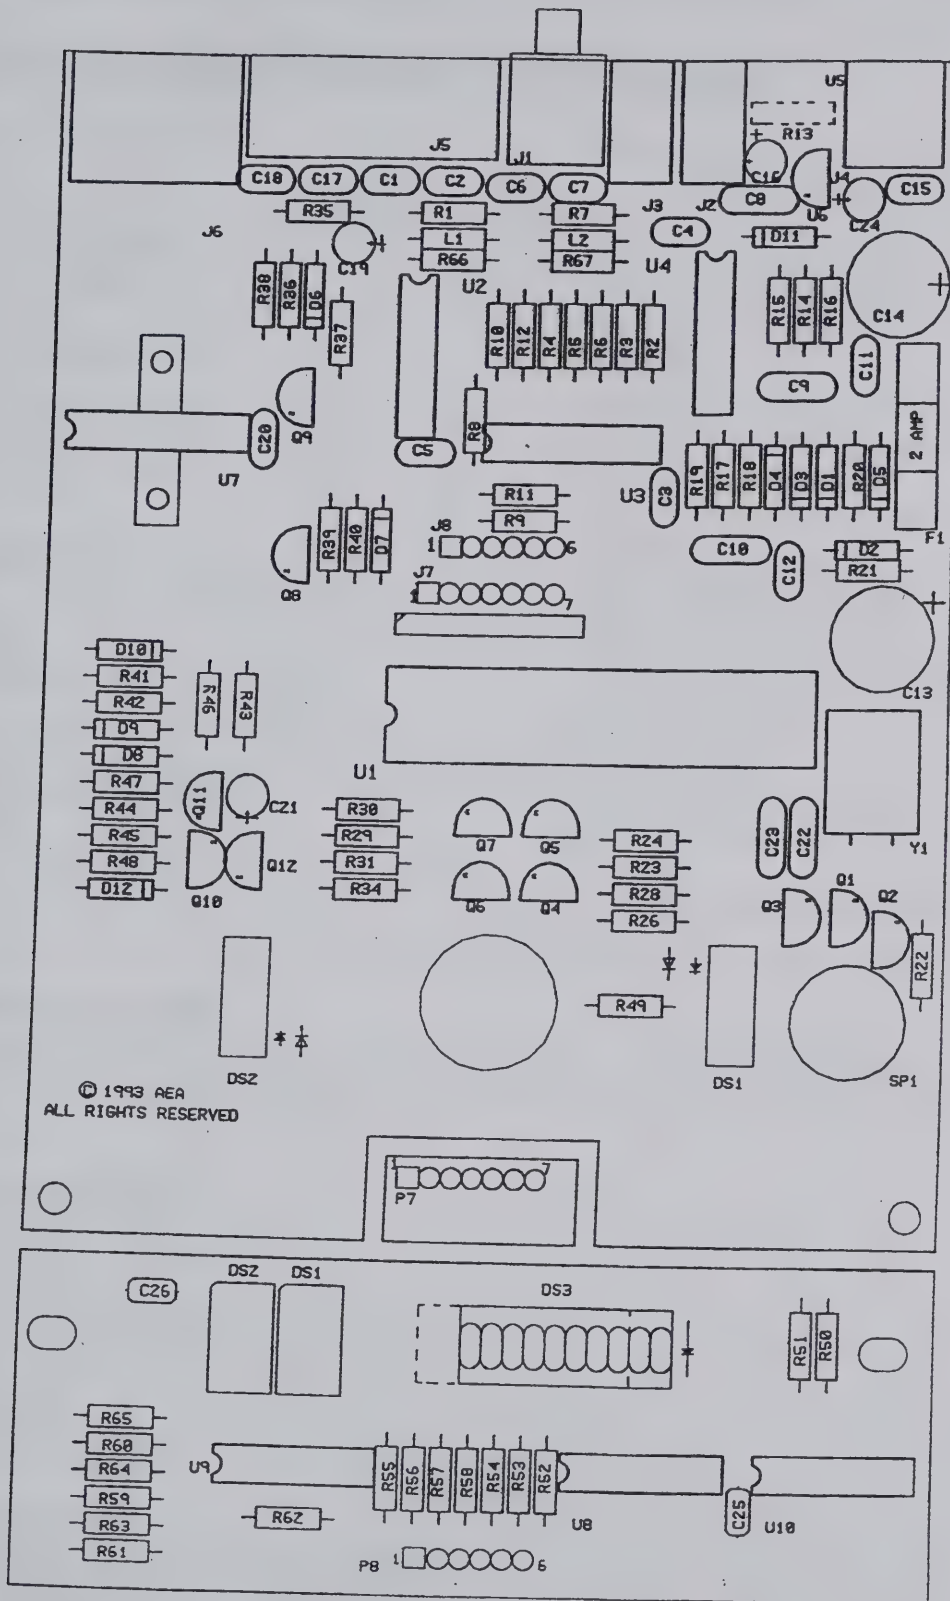 U5
R13
J5
J1
C18 C17 C1 C2 C6 C7
C16 J4 C15
J3 J2 C8 U6 C24
R35 R1 R7
J6 C4 D11
C19 L1 L2
R66 R67 U4
U2
R38 R36 D6 R37
R10 R12 R4 R5 R6 R3 R2
R15 R14 R16 C14
C11
C9
2 AMP
Q9
C20
U7
R8
C5
U3 C3
R19 R17 R18 D4 D3 D1 R20 D5
R11
R9
F1
J8
1 6
R39 R40 D7
Q8
C10 C12
D2
R21
J7
1 7
C13
D10
R41
R42
D9
D8
R47
R44
R45
R48
D12
R46 R43
U1
Q11 C21
Q10 Q12
R30
R29
R31
R34
Q7 Q5
Q6 Q4
R24
R23
R28
R26
C23 C22
Y1
Q3 Q1 Q2
R22
R49
DS2
DS1
SP1
© 1993 AEA
ALL RIGHTS RESERVED
1 7
P7
C26
DS2 DS1
DS3
R51 R50
R65
R60
R64
R59
R63
R61
U9
R55 R56 R57 R58 R54 R53 R52
R62
U8
C25 U10
P8 1 6